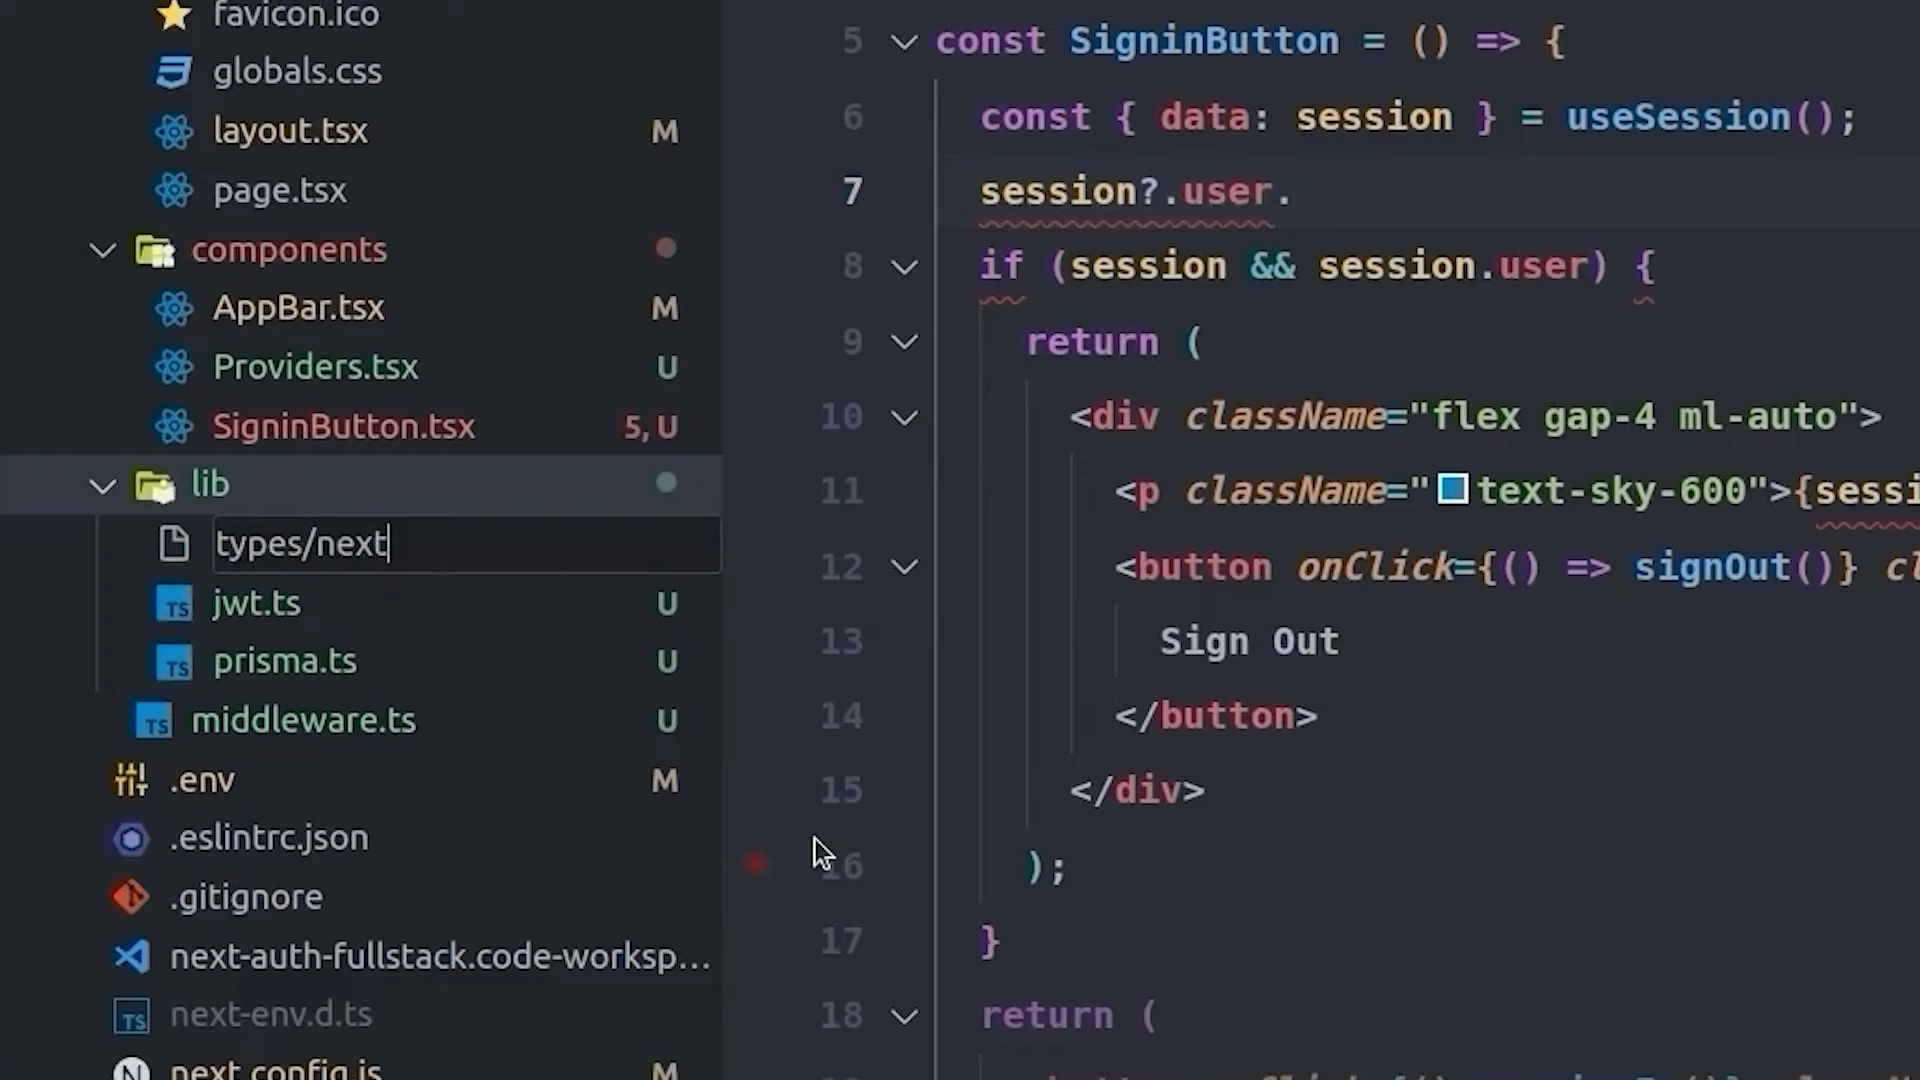 favicon.ico
globals.css
layout.tsx M
page.tsx
components
AppBar.tsx M
Providers.tsx U
SigninButton.tsx 5, U
lib
types/next
TS jwt.ts U
TS prisma.ts U
TS middleware.ts U
.env M
.eslintrc.json
.gitignore
next-auth-fullstack.code-worksp...
TS next-env.d.ts
N next.config.js M
5 const SigninButton = () => {
6 const { data: session } = useSession();
7 session?.user.
8 if (session && session.user) {
9 return (
10 <div className="flex gap-4 ml-auto">
11 <p className="text-sky-600">{sessi
12 <button onClick={() => signOut()} cl
13 Sign Out
14 </button>
15 </div>
16 );
17 }
18 return (